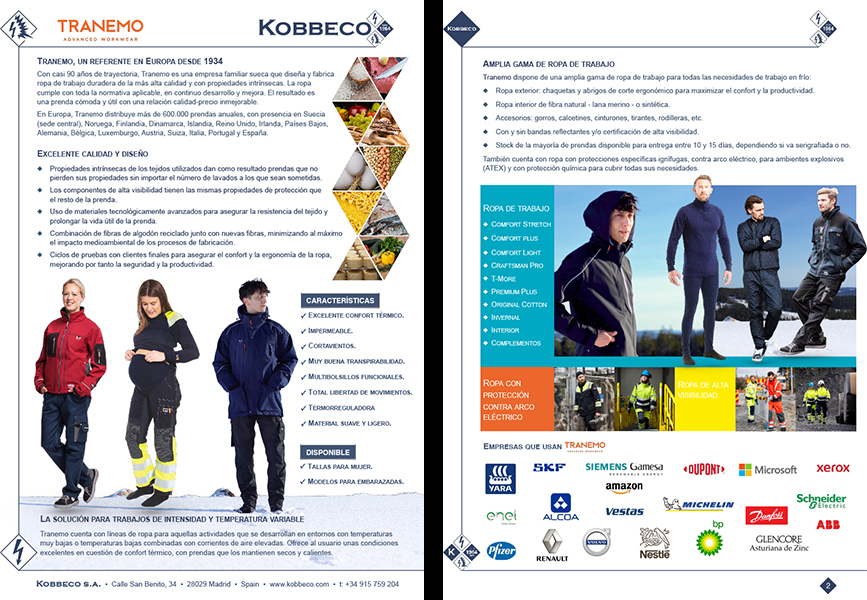 TRANEMO
ADVANCED WORKWEAR
KOBBECO
1964
TRANEMO, UN REFERENTE EN EUROPA DESDE 1934
Con casi 90 años de trayectoria, Tranemo es una empresa familiar sueca que diseña y fabrica
ropa de trabajo duradera de la más alta calidad y con propiedades intrínsecas. La ropa
cumple con toda la normativa aplicable, en continuo desarrollo y mejora. El resultado es
una prenda cómoda y útil con una relación calidad-precio inmejorable.
En Europa, Tranemo distribuye más de 600.000 prendas anuales, con presencia en Suecia
(sede central), Noruega, Finlandia, Dinamarca, Islandia, Reino Unido, Irlanda, Países Bajos,
Alemania, Bélgica, Luxemburgo, Austria, Suiza, Italia, Portugal y España.
EXCELENTE CALIDAD Y DISEÑO
Propiedades intrínsecas de los tejidos utilizados dan como resultado prendas que no
pierden sus propiedades sin importar el número de lavados a los que sean sometidas.
Los componentes de alta visibilidad tienen las mismas propiedades de protección que
el resto de la prenda.
Uso de materiales tecnológicamente avanzados para asegurar la resistencia del tejido y
prolongar la vida útil de la prenda.
Combinación de fibras de algodón reciclado junto con nuevas fibras, minimizando al máximo
el impacto medioambiental de los procesos de fabricación.
Ciclos de pruebas con clientes finales para asegurar el confort y la ergonomía de la ropa,
mejorando por tanto la seguridad y la productividad.
CARACTERÍSTICAS
✓ EXCELENTE CONFORT TÉRMICO.
✓ IMPERMEABLE.
✓ CORTAVIENTOS.
✓ MUY BUENA TRANSPIRABILIDAD.
✓ MULTIBOLSILLOS FUNCIONALES.
✓ TOTAL LIBERTAD DE MOVIMIENTOS.
✓ TERMORREGULADORA
✓ MATERIAL SUAVE Y LIGERO.
DISPONIBLE
✓ TALLAS PARA MUJER.
✓ MODELOS PARA EMBARAZADAS.
LA SOLUCIÓN PARA TRABAJOS DE INTENSIDAD Y TEMPERATURA VARIABLE
Tranemo cuenta con líneas de ropa para aquellas actividades que se desarrollan en entornos con temperaturas
muy bajas o temperaturas bajas combinadas con corrientes de aire elevadas. Ofrece al usuario unas condiciones
excelentes en cuestión de confort térmico, con prendas que los mantienen secos y calientes.
KOBBECO S.A. • Calle San Benito, 34 • 28029 Madrid • Spain • www.kobbeco.com • t: +34 915 759 204
KOBBECO
1964
AMPLIA GAMA DE ROPA DE TRABAJO
Tranemo dispone de una amplia gama de ropa de trabajo para todas las necesidades de trabajo en frío:
Ropa exterior: chaquetas y abrigos de corte ergonómico para maximizar el confort y la productividad.
Ropa interior de fibra natural - lana merino - o sintética.
Accesorios: gorros, calcetines, cinturones, tirantes, rodilleras, etc.
Con y sin bandas reflectantes y/o certificación de alta visibilidad.
Stock de la mayoría de prendas disponible para entrega entre 10 y 15 días, dependiendo si va serigrafiada o no.
También cuenta con ropa con protecciones específicas ignífugas, contra arco eléctrico, para ambientes explosivos
(ATEX) y con protección química para cubrir todas sus necesidades.
ROPA DE TRABAJO
COMFORT STRETCH
COMFORT PLUS
COMFORT LIGHT
CRAFTSMAN PRO
T-MORE
PREMIUM PLUS
ORIGINAL COTTON
INVERNAL
INTERIOR
COMPLEMENTOS
ROPA CON
PROTECCIÓN
CONTRA ARCO
ELÉCTRICO
ROPA DE ALTA
VISIBILIDAD
EMPRESAS QUE USAN TRANEMO
YARA
SKF
SIEMENS Gamesa
RENEWABLE ENERGY
DUPONT
Microsoft
xerox
amazon
enel
ALCOA
Vestas
MICHELIN
Danfoss
Schneider
Electric
ABB
Pfizer
RENAULT
VOLVO
Nestlé
bp
GLENCORE
Asturiana de Zinc
K
1964
2